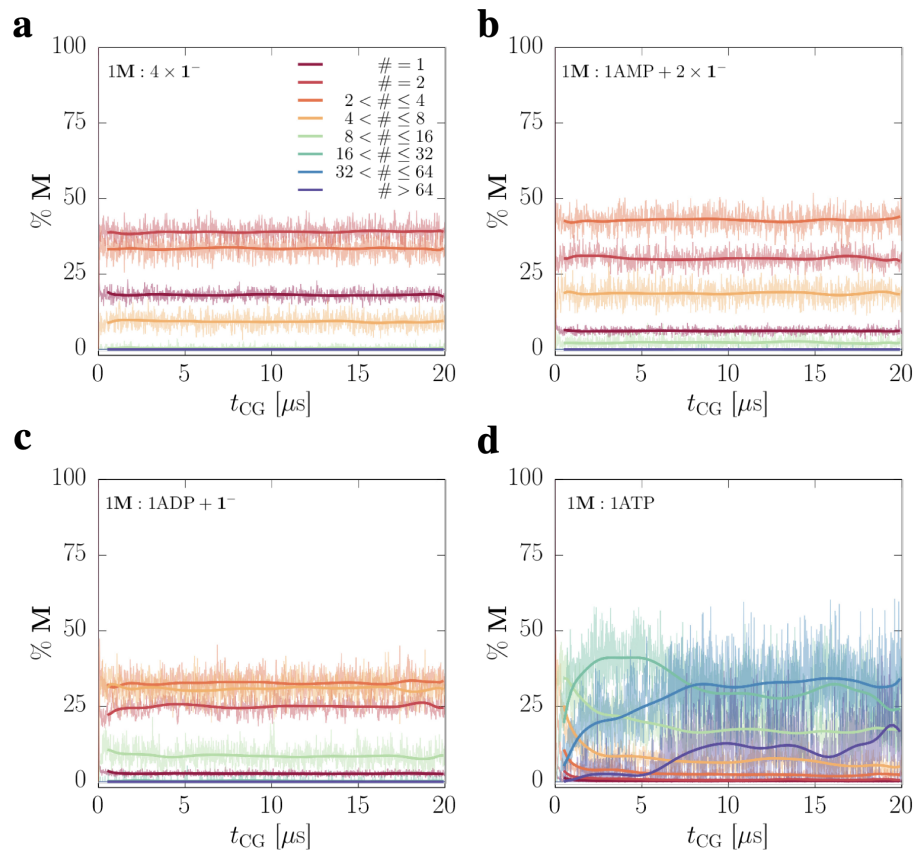 a
100
75
50
25
0
% M
1M : 4 × 1⁻
# = 1
# = 2
2 < # ≤ 4
4 < # ≤ 8
8 < # ≤ 16
16 < # ≤ 32
32 < # ≤ 64
# > 64
0 5 10 15 20
t_CG [μs]
b
100
75
50
25
0
% M
1M : 1AMP + 2 × 1⁻
0 5 10 15 20
t_CG [μs]
c
100
75
50
25
0
% M
1M : 1ADP + 1⁻
0 5 10 15 20
t_CG [μs]
d
100
75
50
25
0
% M
1M : 1ATP
0 5 10 15 20
t_CG [μs]